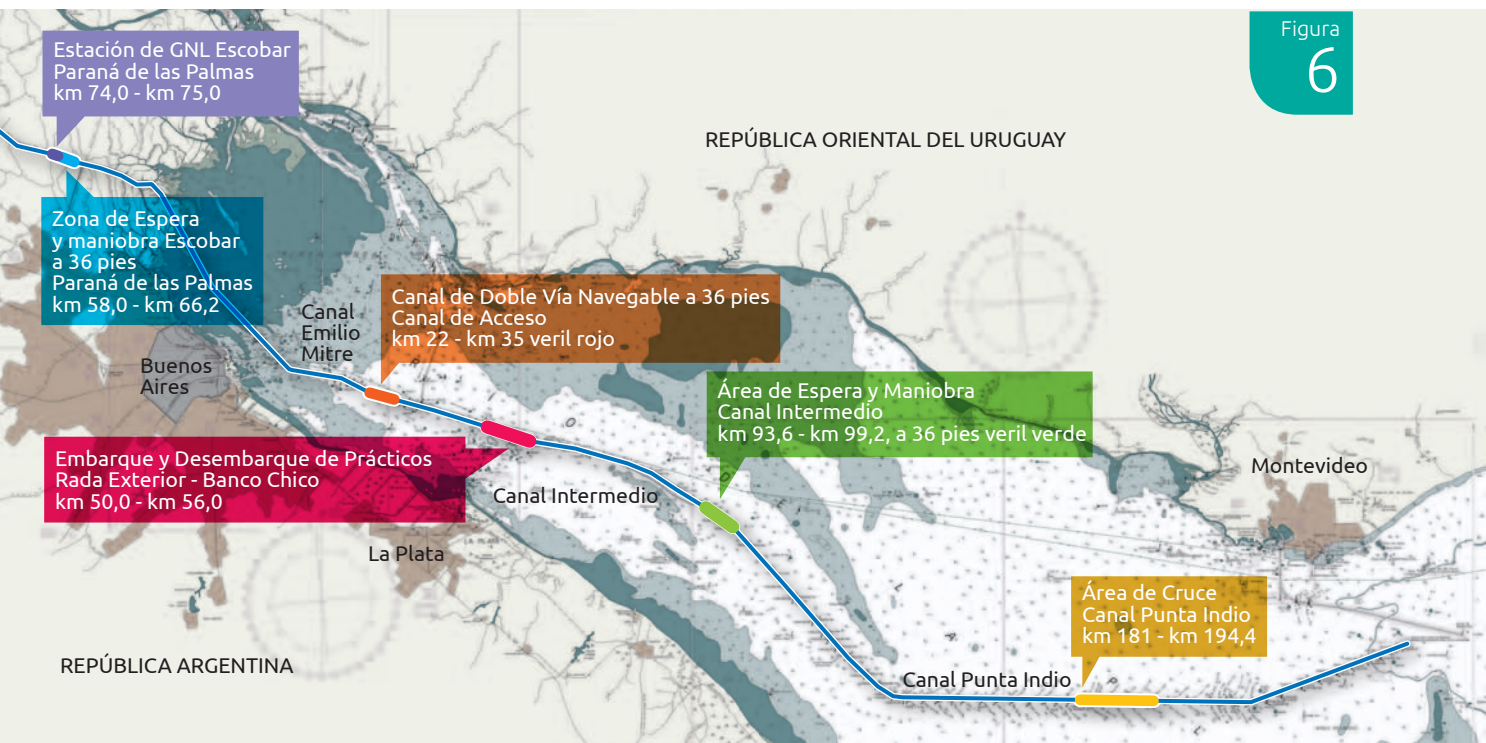 Estación de GNL Escobar
Paraná de las Palmas
km 74,0 - km 75,0
Figura
6
REPÚBLICA ORIENTAL DEL URUGUAY
Zona de Espera
y maniobra Escobar
a 36 pies
Paraná de las Palmas
km 58,0 - km 66,2
Canal
Emilio
Mitre
Canal de Doble Vía Navegable a 36 pies
Canal de Acceso
km 22 - km 35 veril rojo
Buenos
Aires
Área de Espera y Maniobra
Canal Intermedio
km 93,6 - km 99,2, a 36 pies veril verde
Embarque y Desembarque de Prácticos
Rada Exterior - Banco Chico
km 50,0 - km 56,0
Canal Intermedio
Montevideo
La Plata
Área de Cruce
Canal Punta Indio
km 181 - km 194,4
REPÚBLICA ARGENTINA
Canal Punta Indio